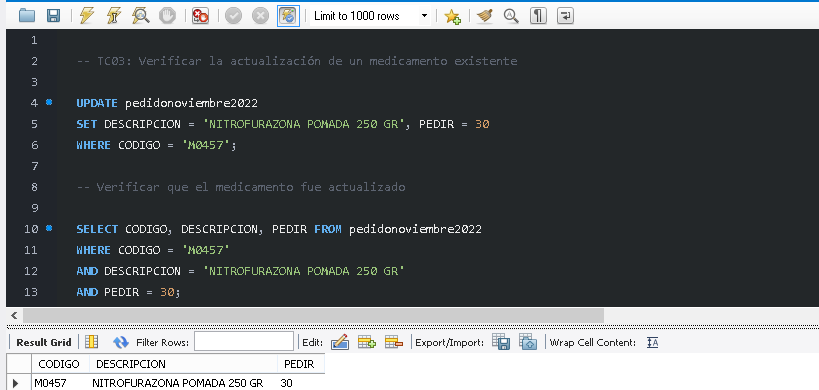 Limit to 1000 rows
1
2 -- TC03: Verificar la actualización de un medicamento existente
3
4 UPDATE pedidonoviembre2022
5 SET DESCRIPCION = 'NITROFURAZONA POMADA 250 GR', PEDIR = 30
6 WHERE CODIGO = 'M0457';
7
8 -- Verificar que el medicamento fue actualizado
9
10 SELECT CODIGO, DESCRIPCION, PEDIR FROM pedidonoviembre2022
11 WHERE CODIGO = 'M0457'
12 AND DESCRIPCION = 'NITROFURAZONA POMADA 250 GR'
13 AND PEDIR = 30;
Result Grid Filter Rows: Edit: Export/Import: Wrap Cell Content:
CODIGO DESCRIPCION PEDIR
M0457 NITROFURAZONA POMADA 250 GR 30